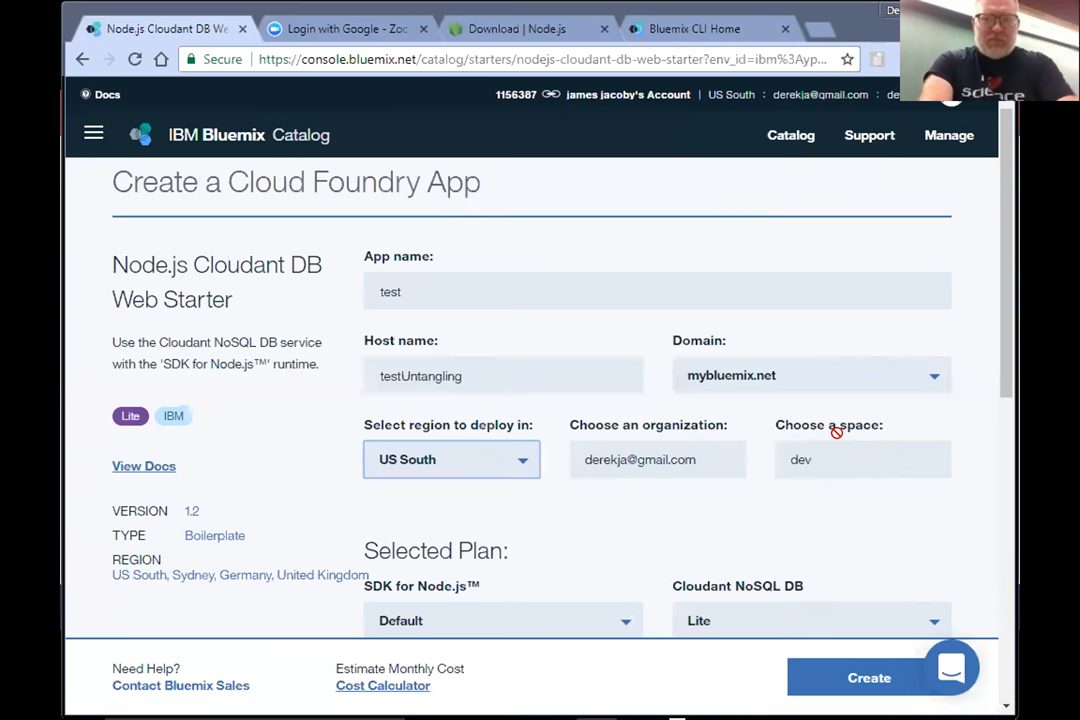 De
Node.js Cloudant DB We
Login with Google - Zoc
Download | Node.js
Bluemix CLI Home
Secure
https://console.bluemix.net/catalog/starters/nodejs-cloudant-db-web-starter?env_id=ibm%3Ayp...
Docs
1156387
james jacoby's Account | US South : derekja@gmail.com : de
I
science
IBM Bluemix Catalog
Catalog
Support
Manage
Create a Cloud Foundry App
Node.js Cloudant DB
Web Starter
Use the Cloudant NoSQL DB service
with the 'SDK for Node.js™' runtime.
Lite
IBM
View Docs
VERSION 1.2
TYPE Boilerplate
REGION
US South, Sydney, Germany, United Kingdom
App name:
test
Host name:
testUntangling
Domain:
mybluemix.net
Select region to deploy in:
US South
Choose an organization:
derekja@gmail.com
Choose a space:
dev
Selected Plan:
SDK for Node.js™
Default
Cloudant NoSQL DB
Lite
Need Help?
Contact Bluemix Sales
Estimate Monthly Cost
Cost Calculator
Create